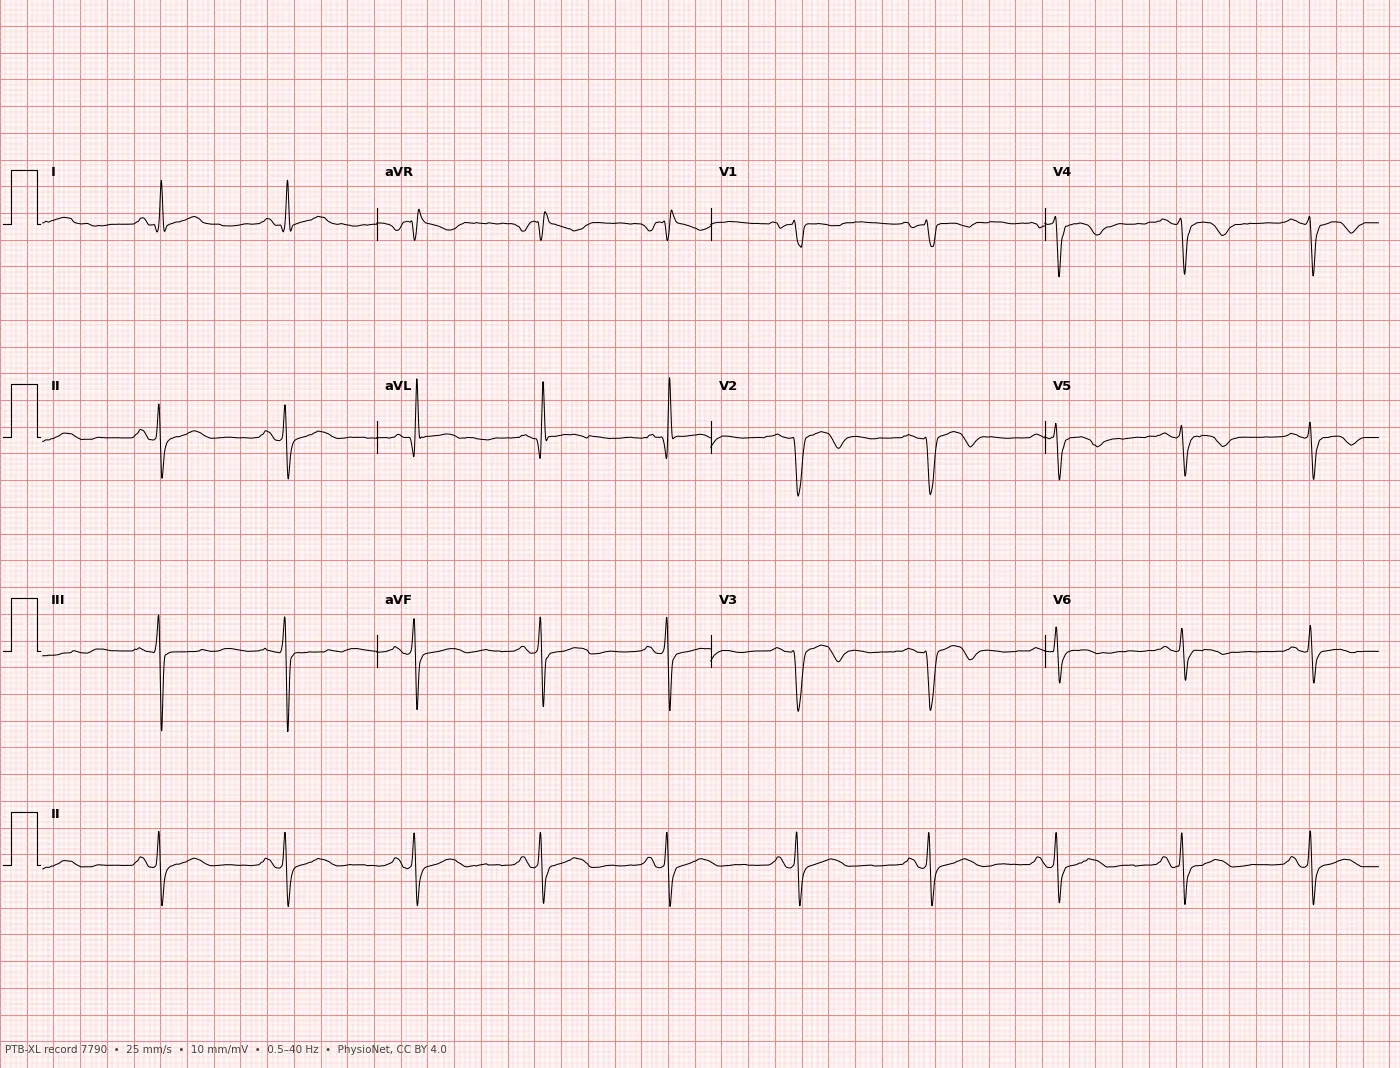 I aVR V1 V4
II aVL V2 V5
III aVF V3 V6
II
PTB-XL record 7790 • 25 mm/s • 10 mm/mV • 0.5–40 Hz • PhysioNet, CC BY 4.0